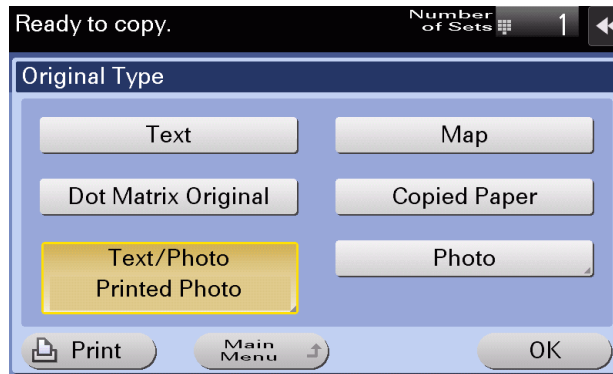 Ready to copy.
Number
of Sets
1
Original Type
Text
Map
Dot Matrix Original
Copied Paper
Text/Photo
Printed Photo
Photo
Print
Main
Menu
OK